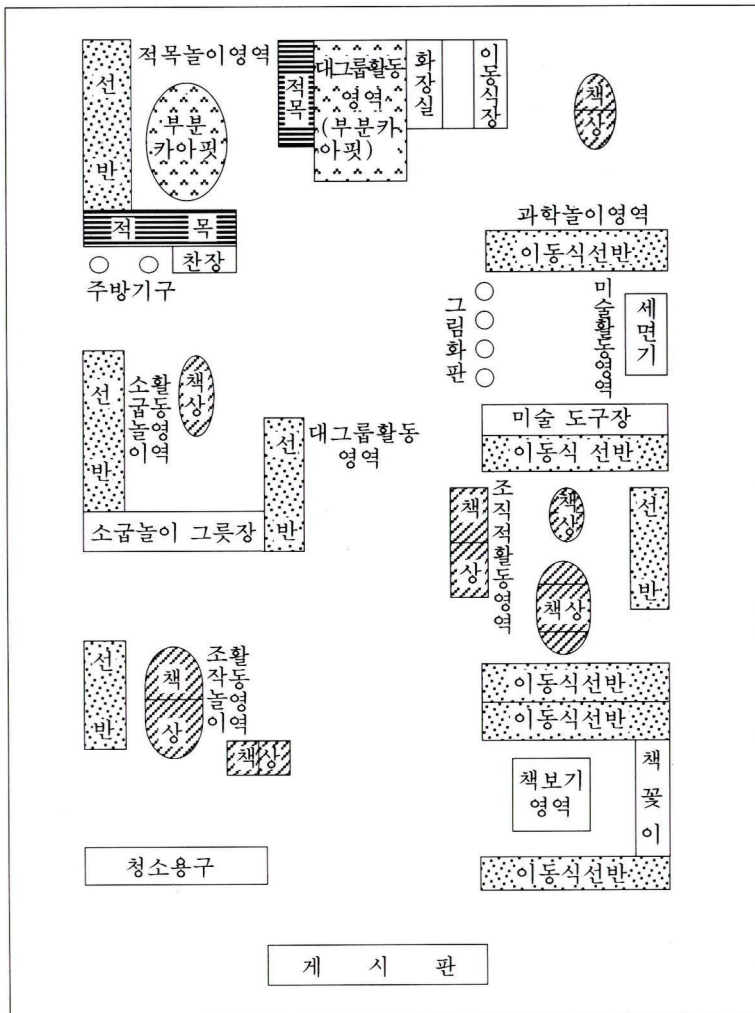 적목놀이영역
선반
부분
카아핏
적목
찬장
주방기구
적목
대그룹활동
영역
(부분카
아핏)
화장실
이동식장
책상
과학놀이영역
이동식선반
그림화판
미술활동영역
세면기
미술 도구장
이동식 선반
선반
소굽놀이
활동영역
책상
선반
소굽놀이 그릇장
대그룹활동
영역
책상
조직적활동영역
책상
책상
선반
이동식선반
이동식선반
선반
책상
조작놀이
활동영역
책상
책보기
영역
책꽂이
이동식선반
청소용구
게 시 판